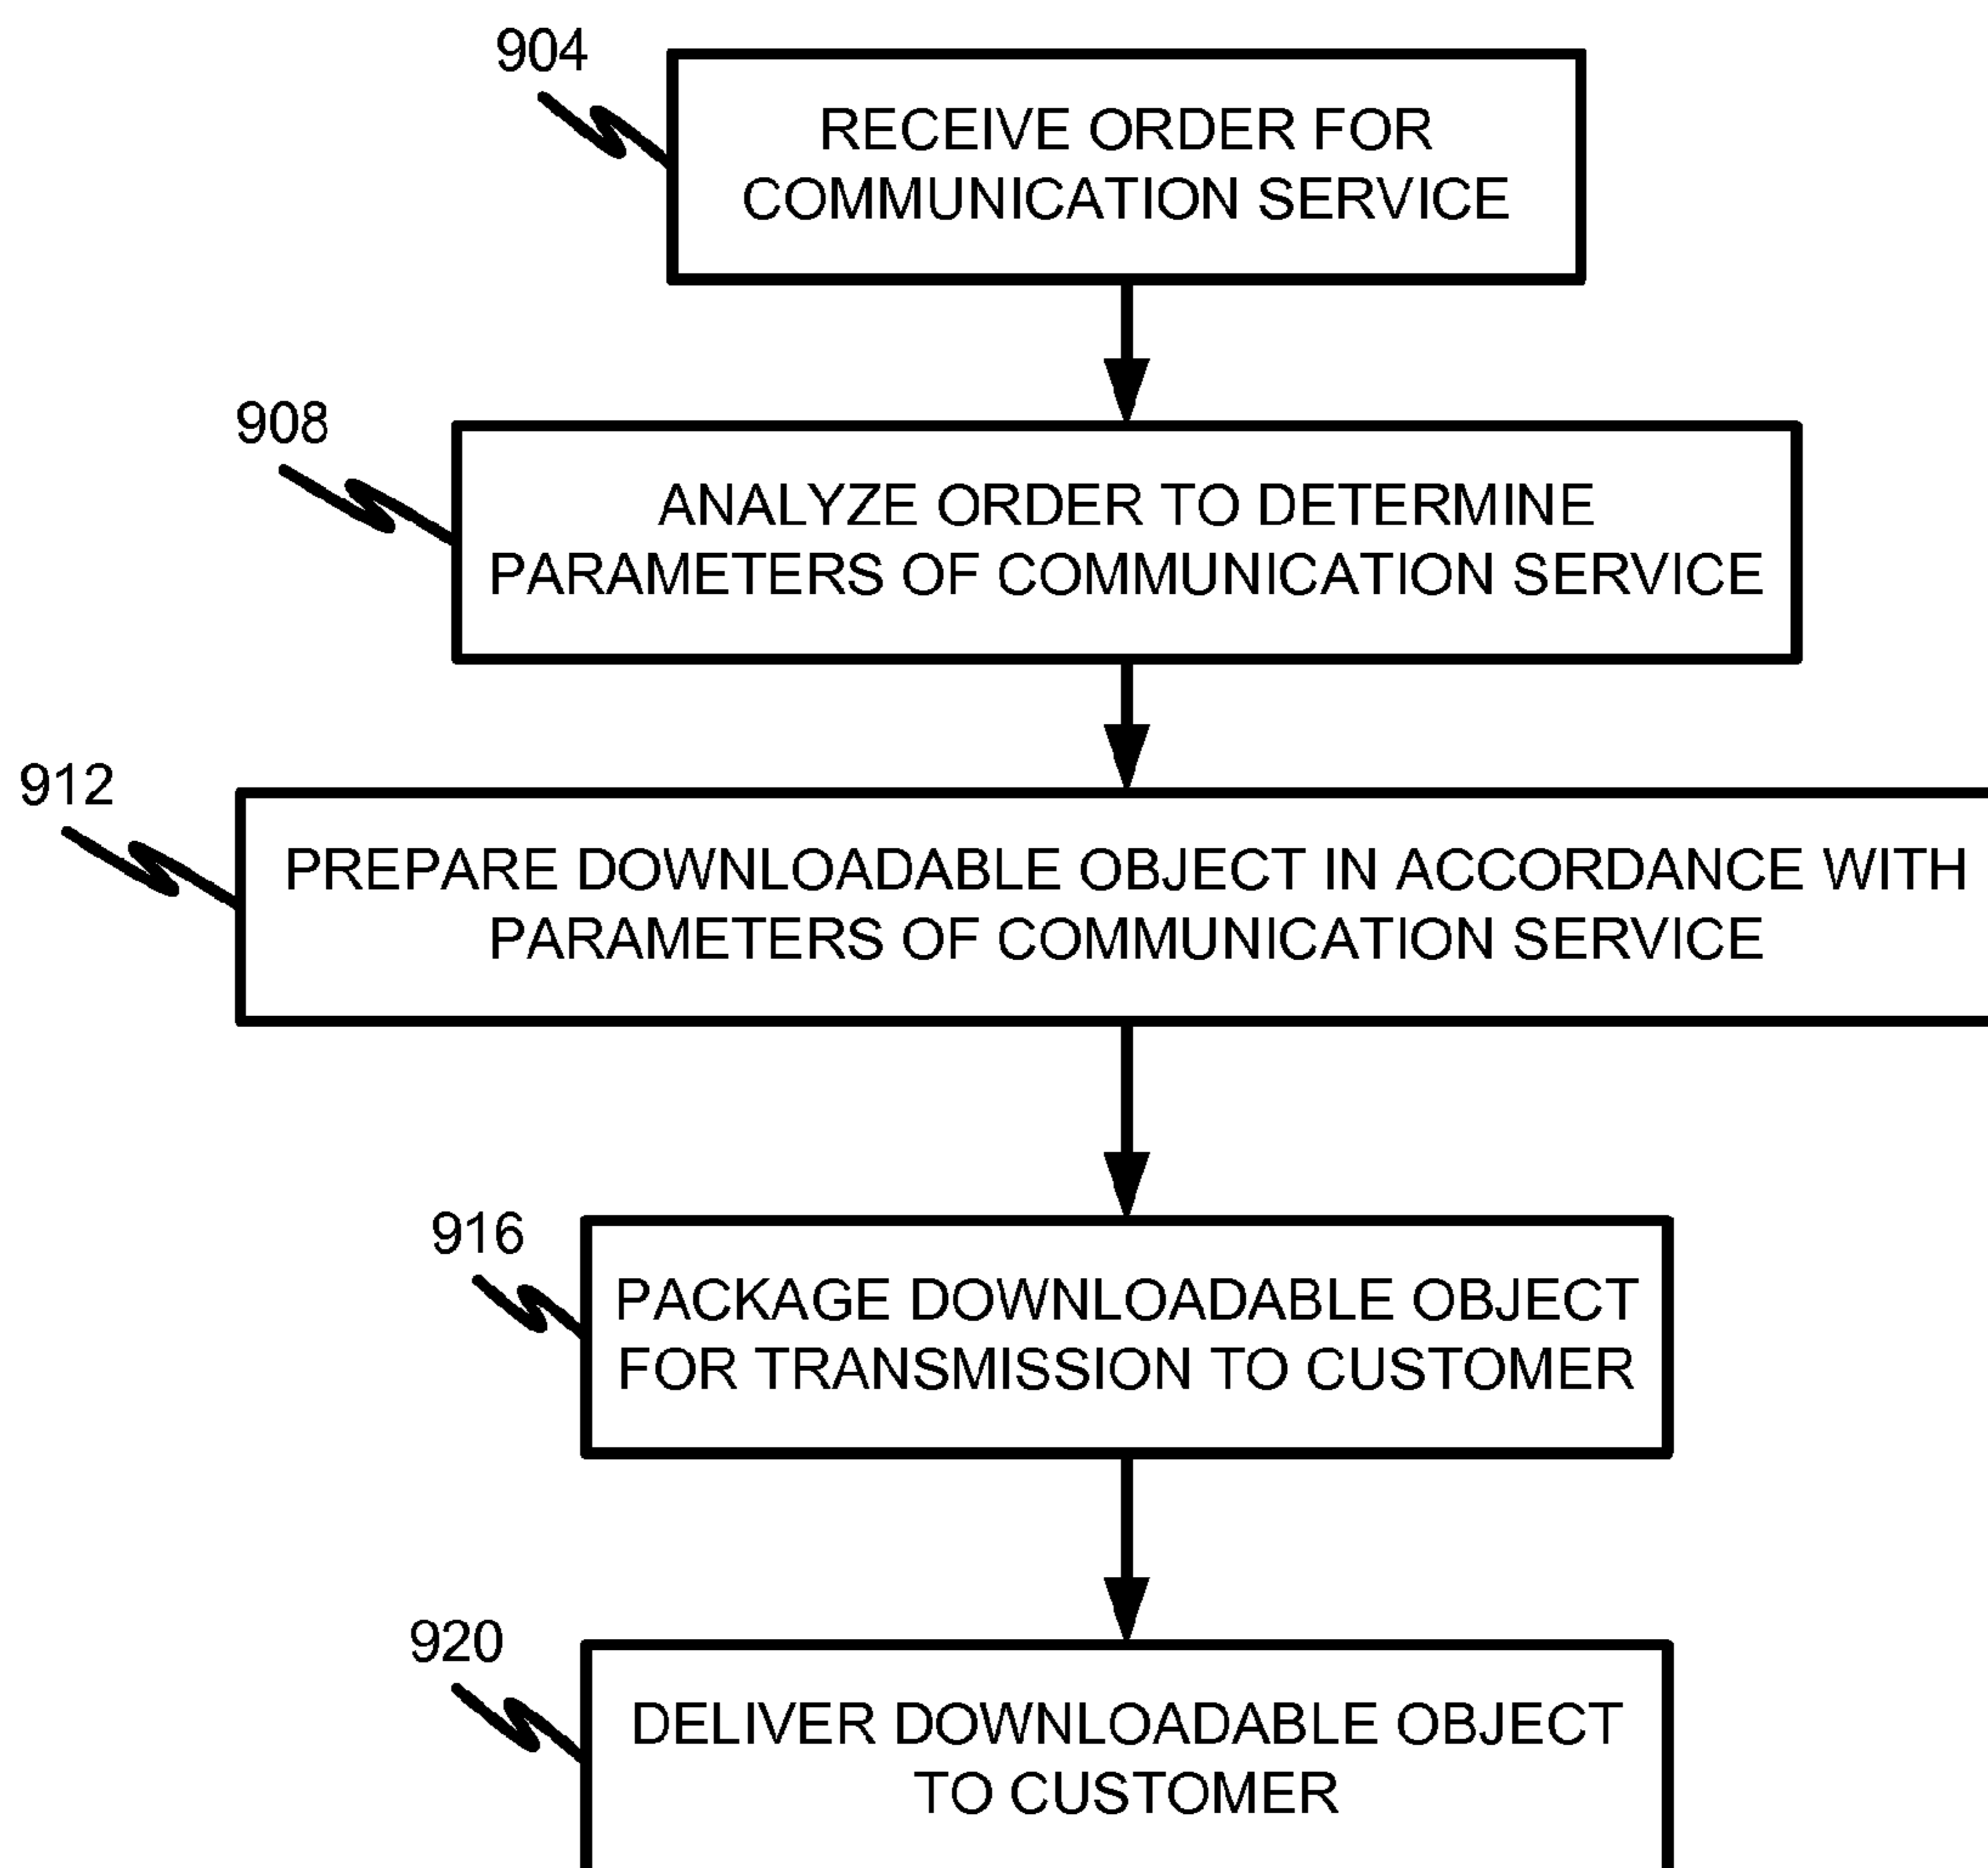 904
RECEIVE ORDER FOR
COMMUNICATION SERVICE
908
ANALYZE ORDER TO DETERMINE
PARAMETERS OF COMMUNICATION SERVICE
912
PREPARE DOWNLOADABLE OBJECT IN ACCORDANCE WITH
PARAMETERS OF COMMUNICATION SERVICE
916
PACKAGE DOWNLOADABLE OBJECT
FOR TRANSMISSION TO CUSTOMER
920
DELIVER DOWNLOADABLE OBJECT
TO CUSTOMER